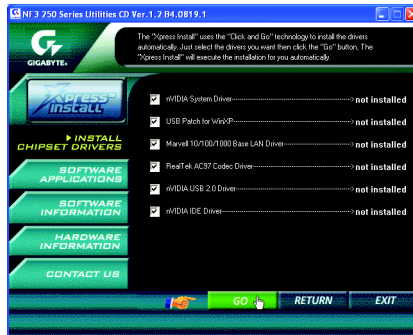 NF3 250 Series Utilities CD Ver.1.2 B4.0819.1
GIGABYTE™
The "Xpress Install" uses the "Click and Go" technology to install the drivers
automatically. Just select the drivers you want then click the "Go" button. The
"Xpress Install" will execute the installation for you automatically.
Xpress-
Install
INSTALL
CHIPSET DRIVERS
SOFTWARE
APPLICATIONS
SOFTWARE
INFORMATION
HARDWARE
INFORMATION
CONTACT US
nVIDIA System Driver not installed
USB Patch for WinXP not installed
Marvell 10/100/1000 Base LAN Driver not installed
RealTek AC97 Codec Driver not installed
nVIDIA USB 2.0 Driver not installed
nVIDIA IDE Driver not installed
GO RETURN EXIT